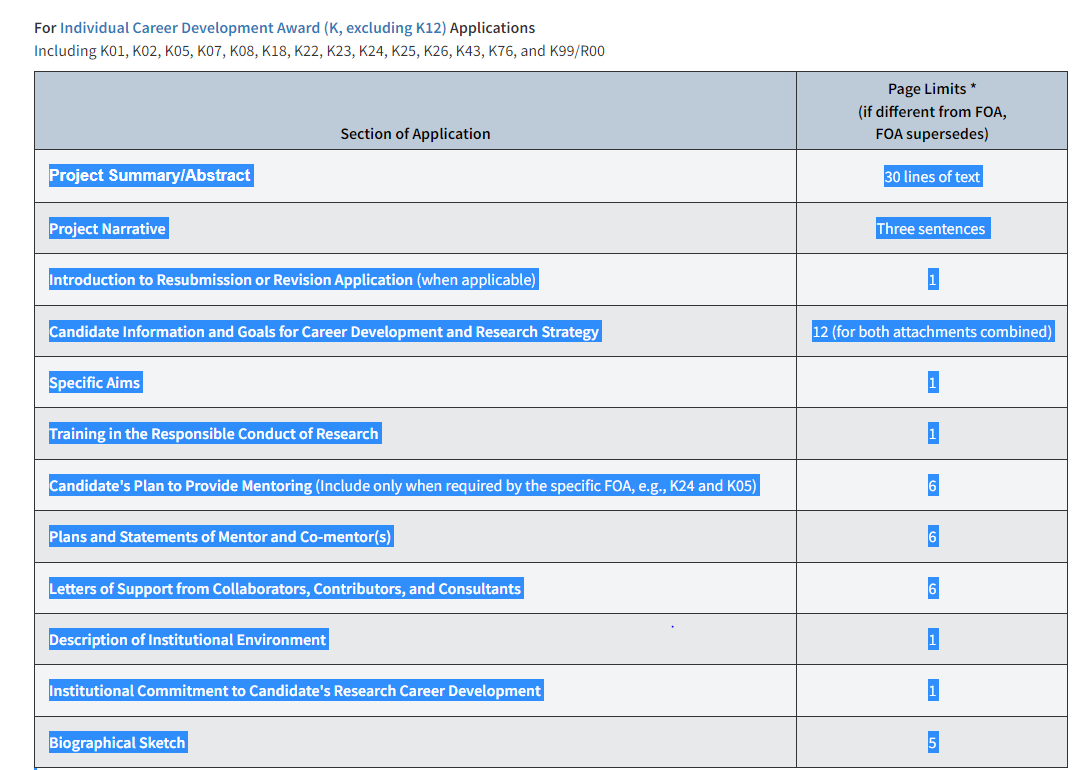 For Individual Career Development Award (K, excluding K12) Applications
Including K01, K02, K05, K07, K08, K18, K22, K23, K24, K25, K26, K43, K76, and K99/R00
Section of Application
Page Limits *
(if different from FOA,
FOA supersedes)
Project Summary/Abstract
30 lines of text
Project Narrative
Three sentences
Introduction to Resubmission or Revision Application (when applicable)
1
Candidate Information and Goals for Career Development and Research Strategy
12 (for both attachments combined)
Specific Aims
1
Training in the Responsible Conduct of Research
1
Candidate's Plan to Provide Mentoring (Include only when required by the specific FOA, e.g., K24 and K05)
6
Plans and Statements of Mentor and Co-mentor(s)
6
Letters of Support from Collaborators, Contributors, and Consultants
6
Description of Institutional Environment
1
Institutional Commitment to Candidate's Research Career Development
1
Biographical Sketch
5